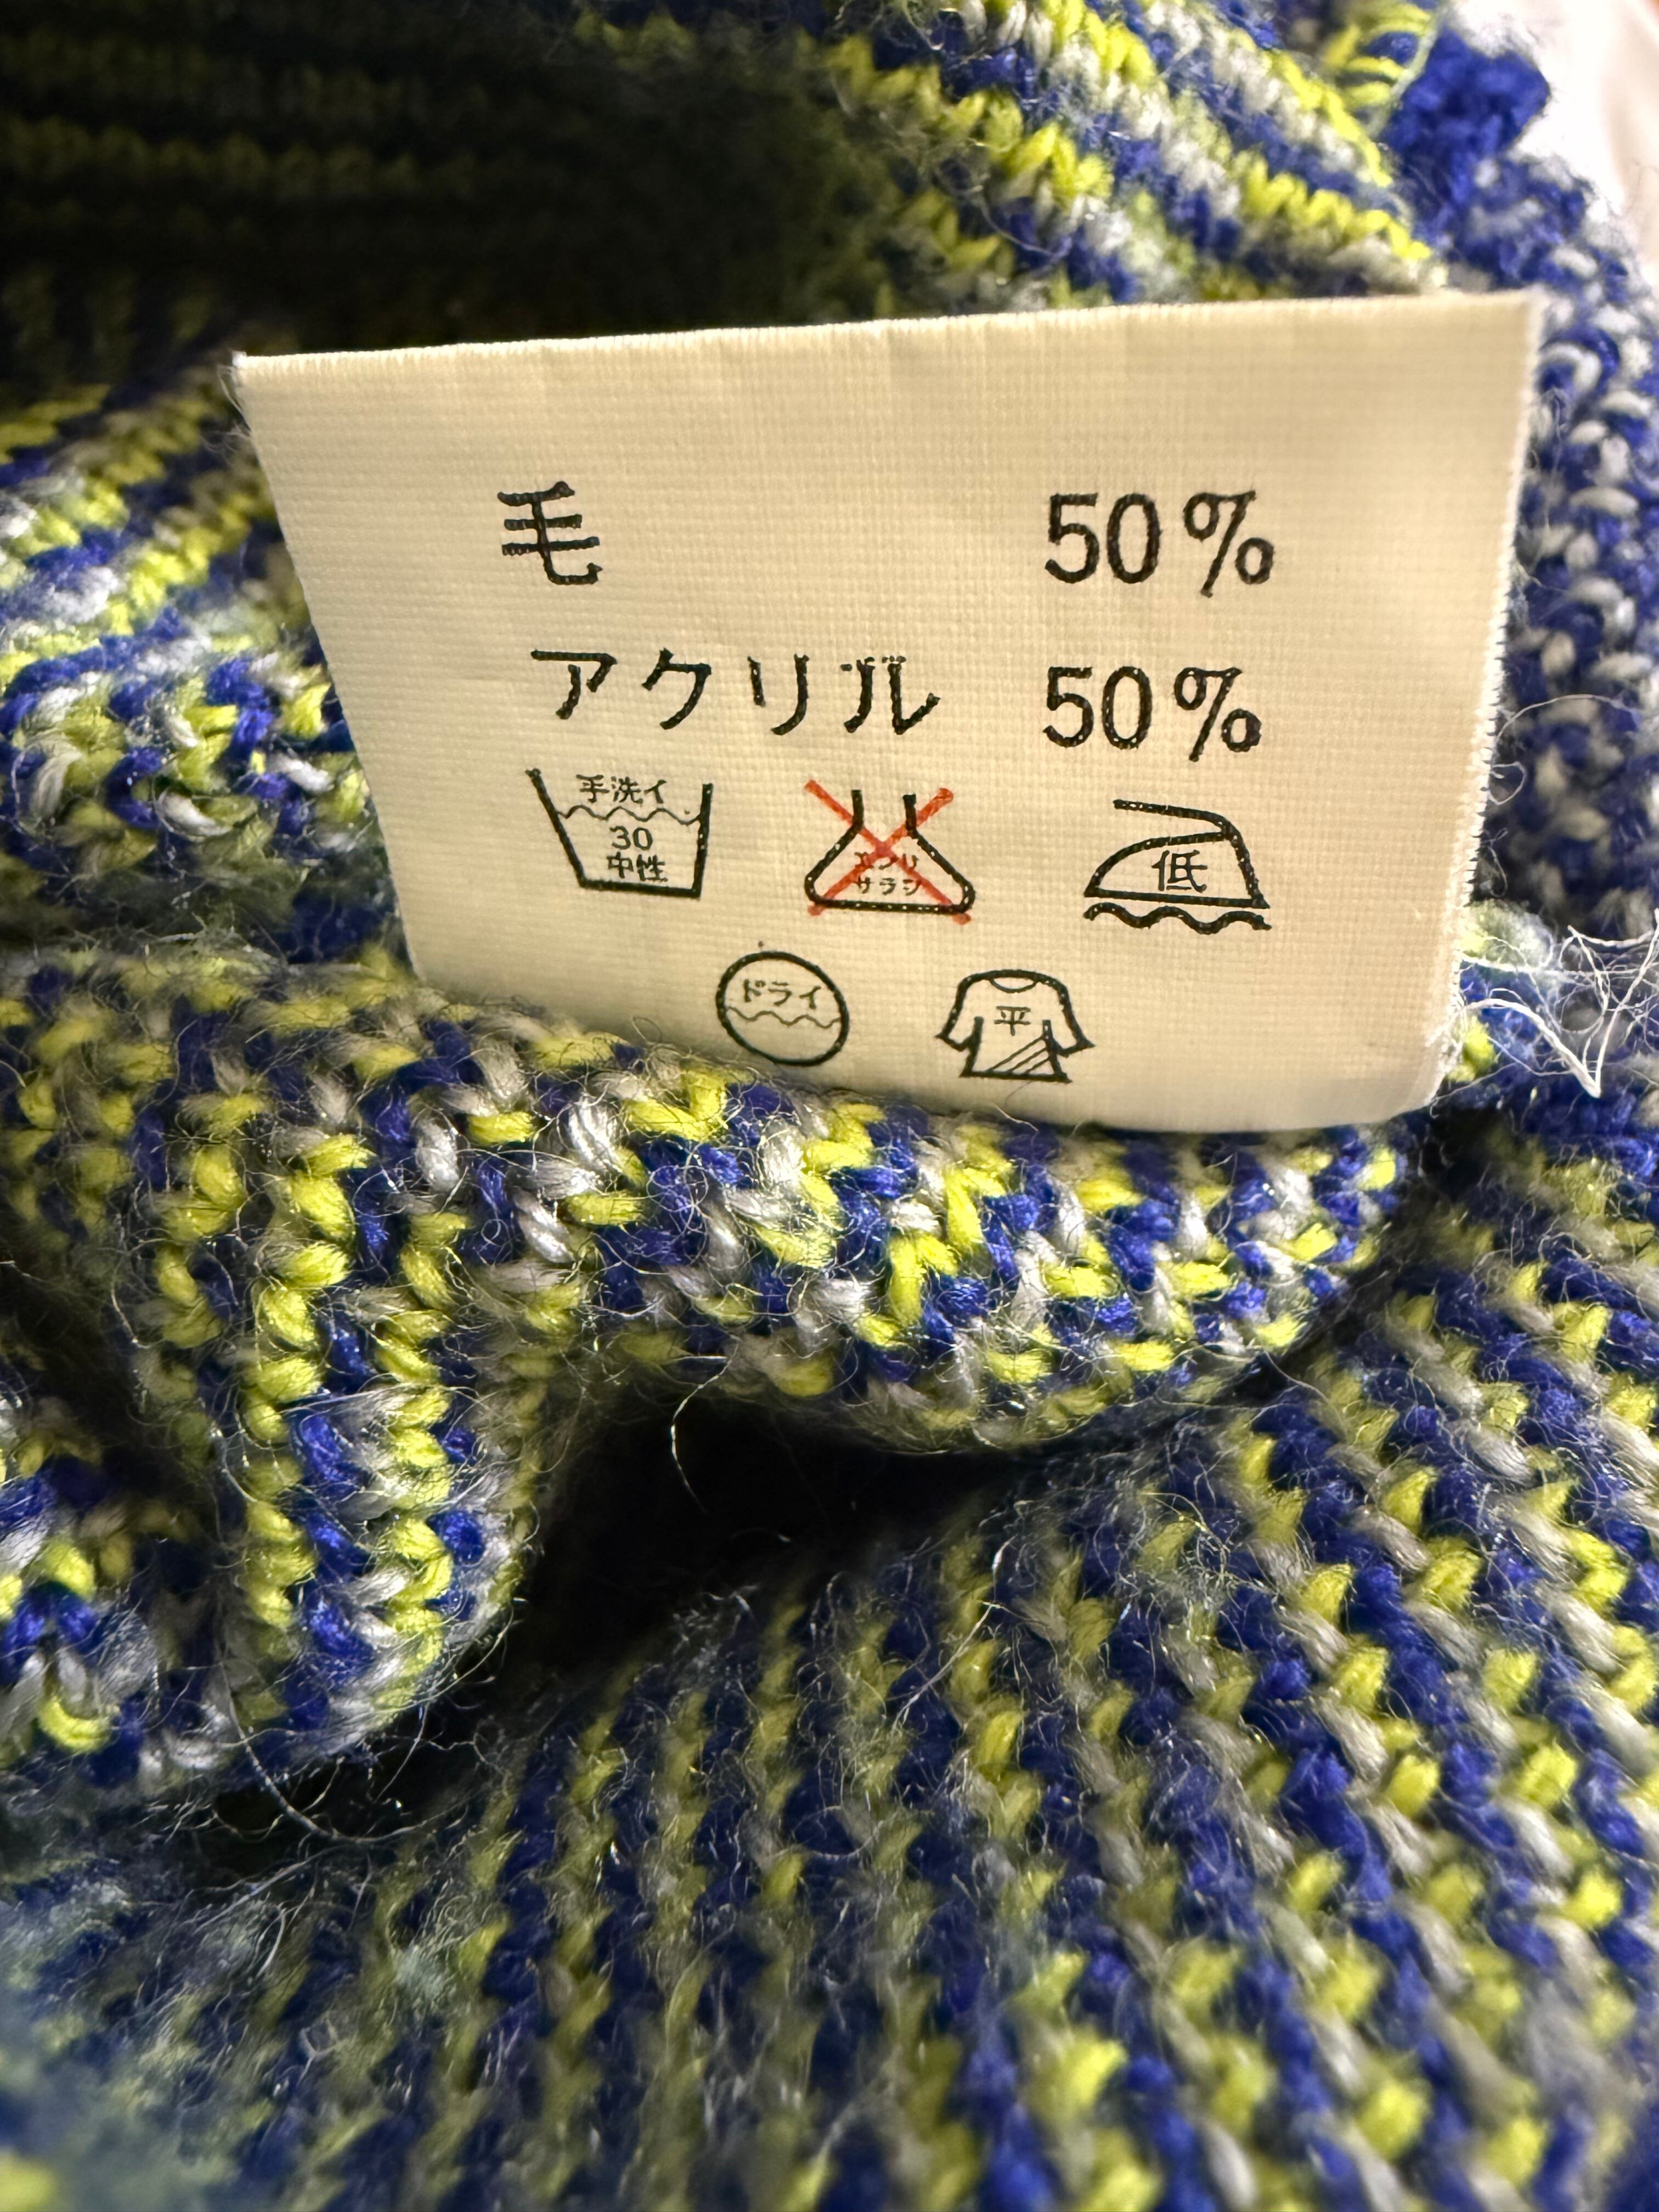 毛 50%
アクリル 50%
手洗イ
30
中性
エンソ
サラシ
低
ドライ
平